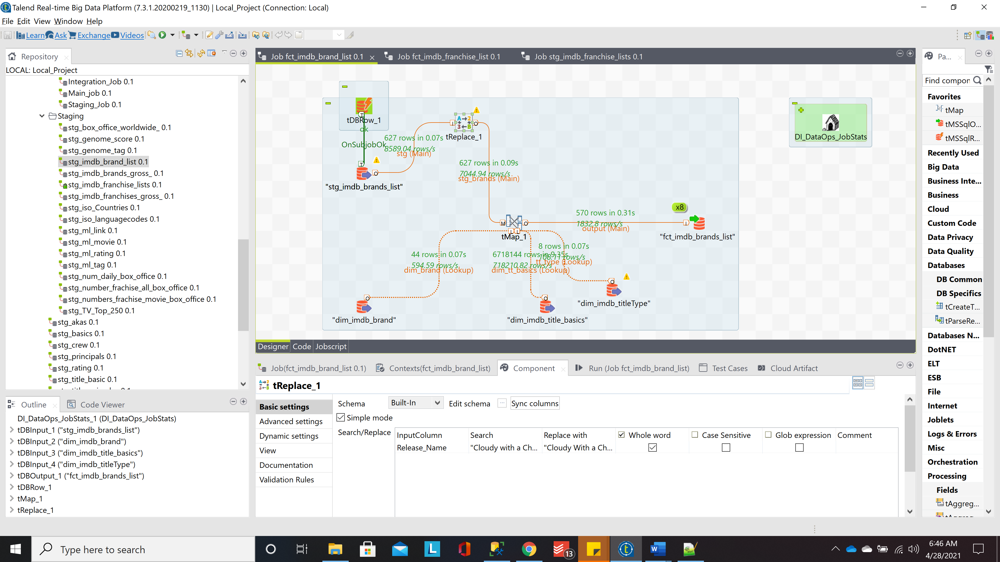 Talend Real-time Big Data Platform (7.3.1.20200219_1130) | Local_Project (Connection: Local)
File Edit View Window Help
Learn Ask Exchange Videos
Repository
LOCAL: Local_Project
Integration_Job 0.1
Main_job 0.1
Staging_Job 0.1
Staging
stg_box_office_worldwide_ 0.1
stg_genome_score 0.1
stg_genome_tag 0.1
stg_imdb_brand_list 0.1
stg_imdb_brands_gross_ 0.1
stg_imdb_franchise_lists 0.1
stg_imdb_franchises_gross_ 0.1
stg_iso_Countries 0.1
stg_iso_languagecodes 0.1
stg_ml_link 0.1
stg_ml_movie 0.1
stg_ml_rating 0.1
stg_ml_tag 0.1
stg_num_daily_box_office 0.1
stg_number_frachise_all_box_office 0.1
stg_numbers_frachise_movie_box_office 0.1
stg_TV_Top_250 0.1
stg_akas 0.1
stg_basics 0.1
stg_crew 0.1
stg_principals 0.1
stg_rating 0.1
stg_title_basic 0.1
Outline
Code Viewer
DI_DataOps_JobStats_1 (DI_DataOps_JobStats)
tDBInput_1 ("stg_imdb_brands_list")
tDBInput_2 ("dim_imdb_brand")
tDBInput_3 ("dim_imdb_title_basics")
tDBInput_4 ("dim_imdb_titleType")
tDBOutput_1 ("fct_imdb_brands_list")
tDBRow_1
tMap_1
tReplace_1
Job fct_imdb_brand_list 0.1
Job fct_imdb_franchise_list 0.1
Job stg_imdb_franchise_lists 0.1
tDBRow_1
ok
OnSubjobOk
627 rows in 0.07s
8589.04 rows/s
stg (Main)
tReplace_1
627 rows in 0.09s
7044.94 rows/s
stg_brands (Main)
"stg_imdb_brands_list"
DI_DataOps_JobStats
x8
570 rows in 0.31s
1832.8 rows/s
output (Main)
"fct_imdb_brands_list"
M
tMap_1
44 rows in 0.07s
594.59 rows/s
dim_brand (Lookup)
6718144 rows in 9.35s
718210.82 rows/s
dim_tt_basics (Lookup)
8 rows in 0.07s
108.11 rows/s
tt_type (Lookup)
"dim_imdb_titleType"
"dim_imdb_brand"
"dim_imdb_title_basics"
Designer Code Jobscript
Job(fct_imdb_brand_list 0.1)
Contexts(fct_imdb_brand_list)
Component
Run (Job fct_imdb_brand_list)
Test Cases
Cloud Artifact
tReplace_1
Basic settings
Advanced settings
Dynamic settings
View
Documentation
Validation Rules
Schema Built-In Edit schema ... Sync columns
Simple mode
Search/Replace
InputColumn Search Replace with Whole word Case Sensitive Glob expression Comment
Release_Name "Cloudy with a Ch... "Cloudy With a Ch...
Pa...
Find compor
Favorites
tMap
tMSSqlO...
tMSSqlR...
Recently Used
Big Data
Business Inte...
Business
Cloud
Custom Code
Data Privacy
Data Quality
Databases
DB Common
DB Specifics
tCreateT...
tParseRe...
Databases N...
DotNET
ELT
ESB
File
Internet
Joblets
Logs & Errors
Misc
Orchestration
Processing
Fields
tAggreg...
Type here to search
13
6:46 AM
4/28/2021